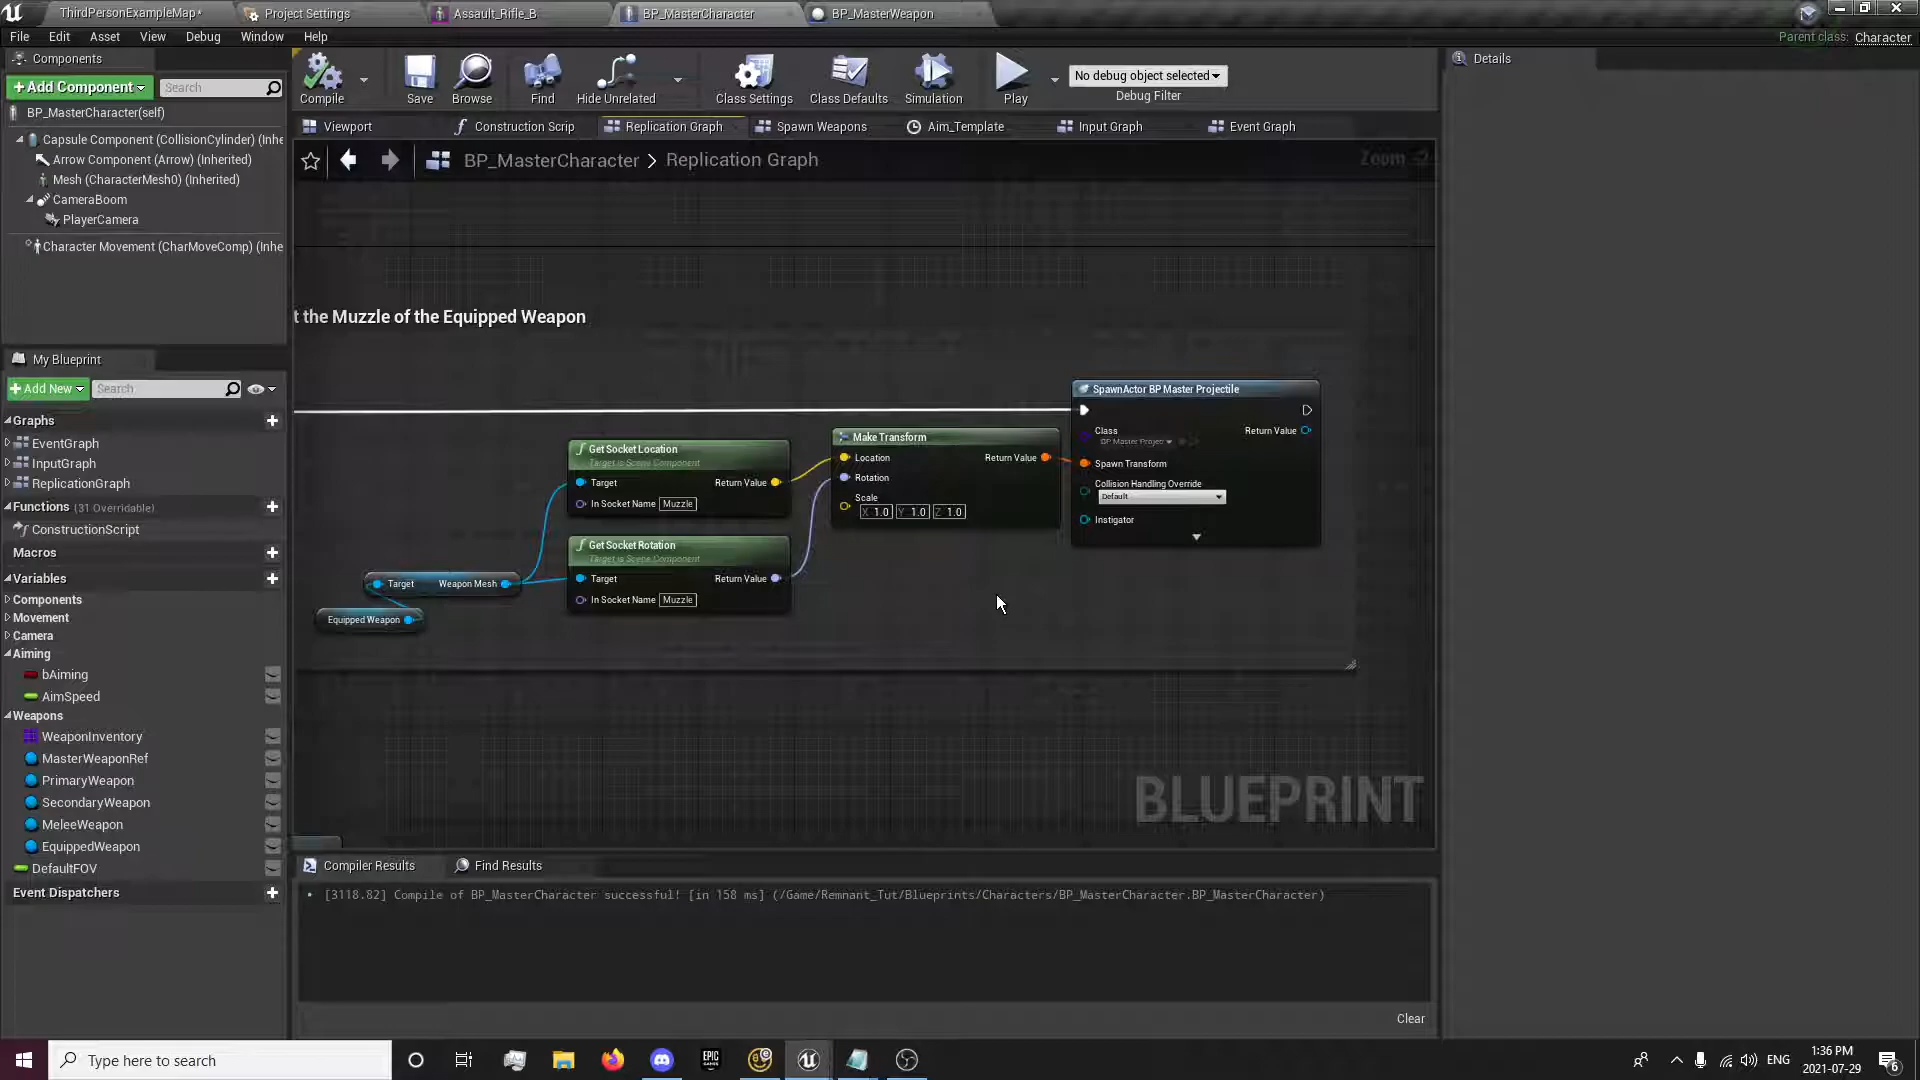 ThirdPersonExampleMap*
Project Settings
Assault_Rifle_B
BP_MasterCharacter
BP_MasterWeapon
File Edit Asset View Debug Window Help
Parent class: Character
Components
+Add Component
Search
BP_MasterCharacter(self)
Capsule Component (CollisionCylinder) (Inhe
Arrow Component (Arrow) (Inherited)
Mesh (CharacterMesh0) (Inherited)
CameraBoom
PlayerCamera
Character Movement (CharMoveComp) (Inhe
Compile
Save
Browse
Find
Hide Unrelated
Class Settings
Class Defaults
Simulation
Play
No debug object selected
Debug Filter
Details
Viewport
Construction Scrip
Replication Graph
Spawn Weapons
Aim_Template
Input Graph
Event Graph
BP_MasterCharacter > Replication Graph
Zoom -2
t the Muzzle of the Equipped Weapon
Get Socket Location
Target is Scene Component
Target
Return Value
In Socket Name Muzzle
Get Socket Rotation
Target is Scene Component
Target
Return Value
In Socket Name Muzzle
Target Weapon Mesh
Equipped Weapon
Make Transform
Location
Return Value
Rotation
Scale
X 1.0 Y 1.0 Z 1.0
SpawnActor BP Master Projectile
Class
BP Master Project
Return Value
Spawn Transform
Collision Handling Override
Default
Instigator
BLUEPRINT
My Blueprint
+Add New
Search
Graphs
EventGraph
InputGraph
ReplicationGraph
Functions (31 Overridable)
ConstructionScript
Macros
Variables
Components
Movement
Camera
Aiming
bAiming
AimSpeed
Weapons
WeaponInventory
MasterWeaponRef
PrimaryWeapon
SecondaryWeapon
MeleeWeapon
EquippedWeapon
DefaultFOV
Event Dispatchers
Compiler Results
Find Results
[3118.82] Compile of BP_MasterCharacter successful! [in 158 ms] (/Game/Remnant_Tut/Blueprints/Characters/BP_MasterCharacter.BP_MasterCharacter)
Clear
Type here to search
EPIC
GAMES
ENG
1:36 PM
2021-07-29
6